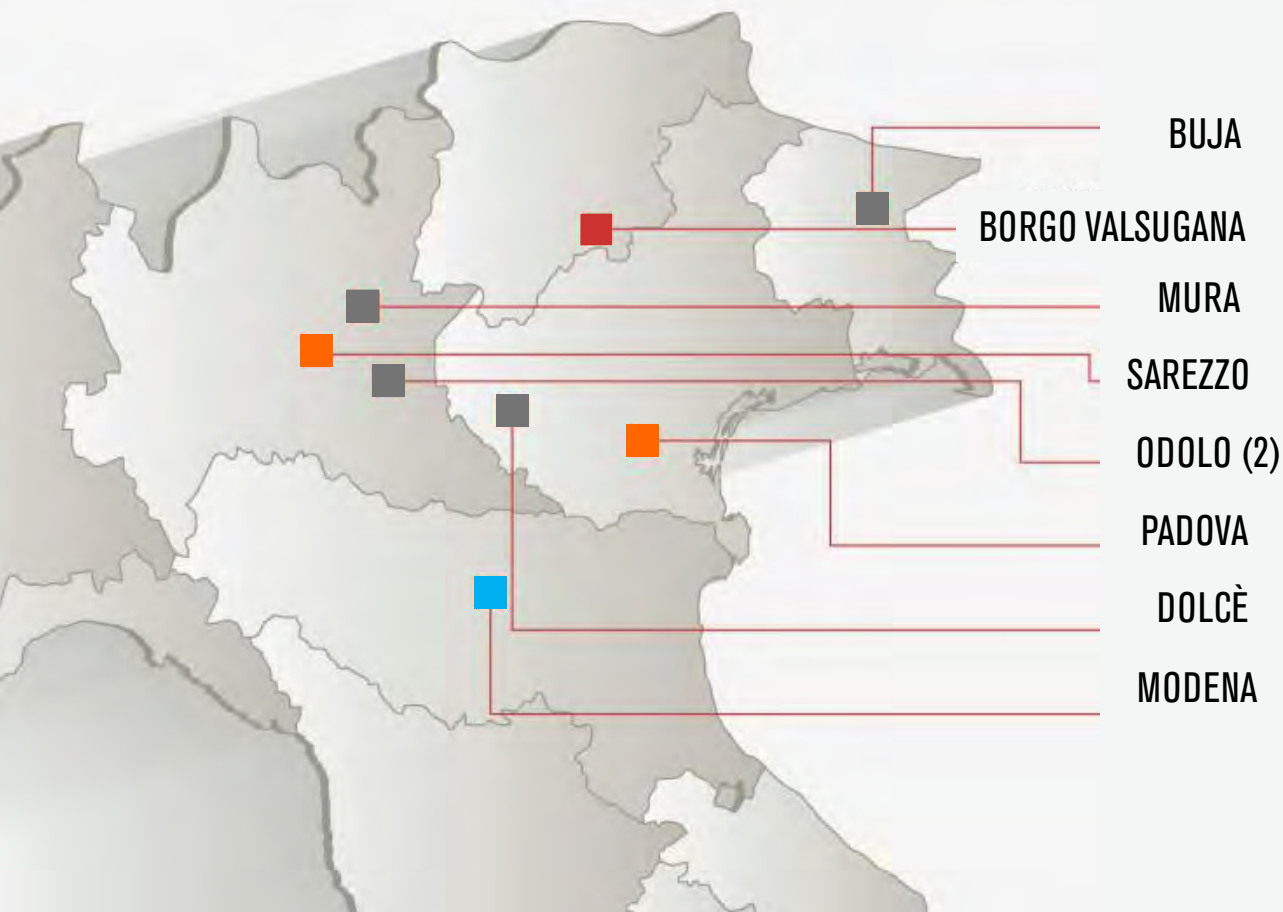 BUJA
BORGO VALSUGANA
MURA
SAREZZO
ODOLO (2)
PADOVA
DOLCÈ
MODENA